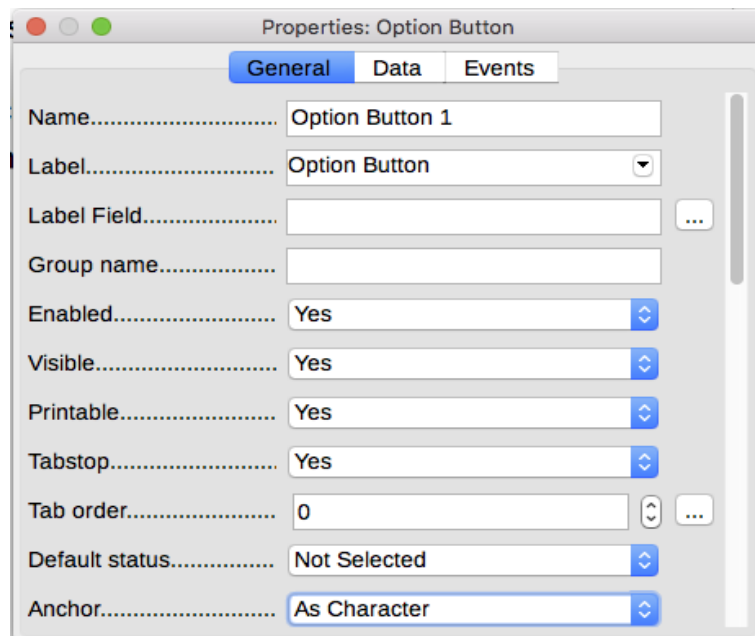 Properties: Option Button
General Data Events
Name............................ Option Button 1
Label............................. Option Button
Label Field..................... ...
Group name...................
Enabled......................... Yes
Visible........................... Yes
Printable........................ Yes
Tabstop......................... Yes
Tab order....................... 0 ...
Default status................ Not Selected
Anchor.......................... As Character